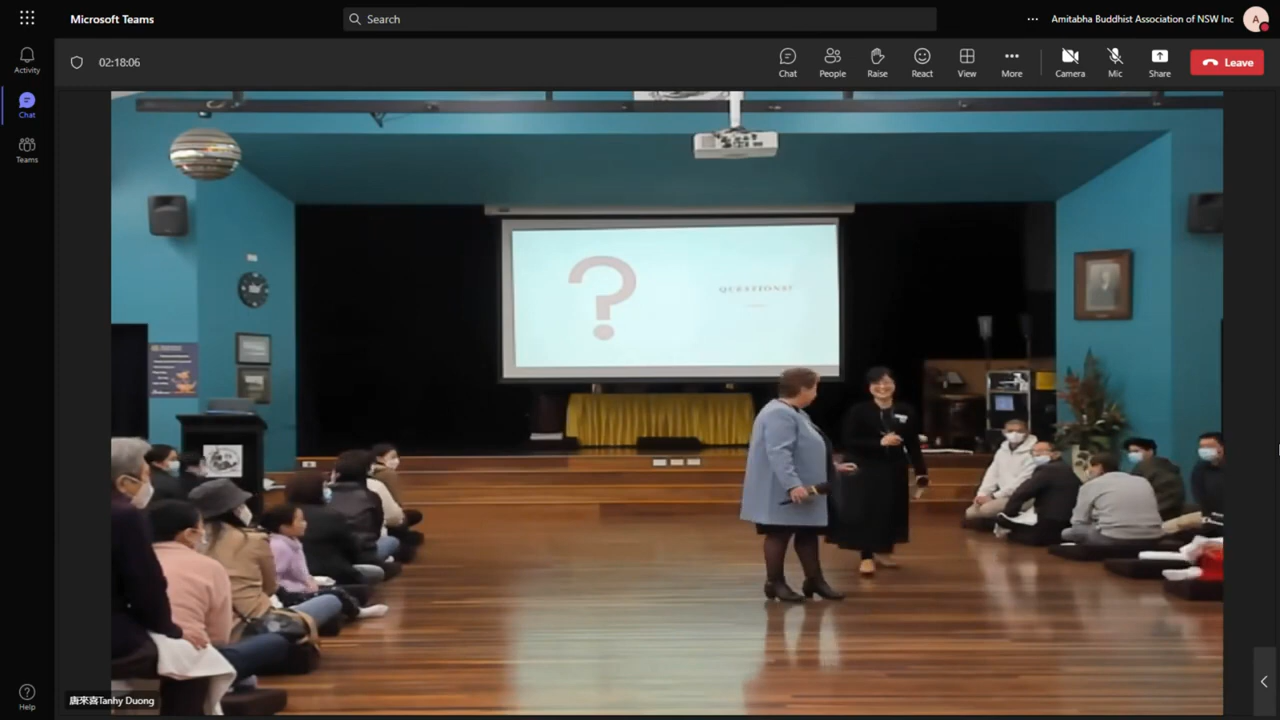 Microsoft Teams
Search
Amitabha Buddhist Association of NSW Inc
A
Activity
02:18:06
Chat
People
Raise
React
View
More
Camera
Mic
Share
Leave
Chat
Teams
?
QUESTIONS?
Help
唐來喜Tanhy Duong